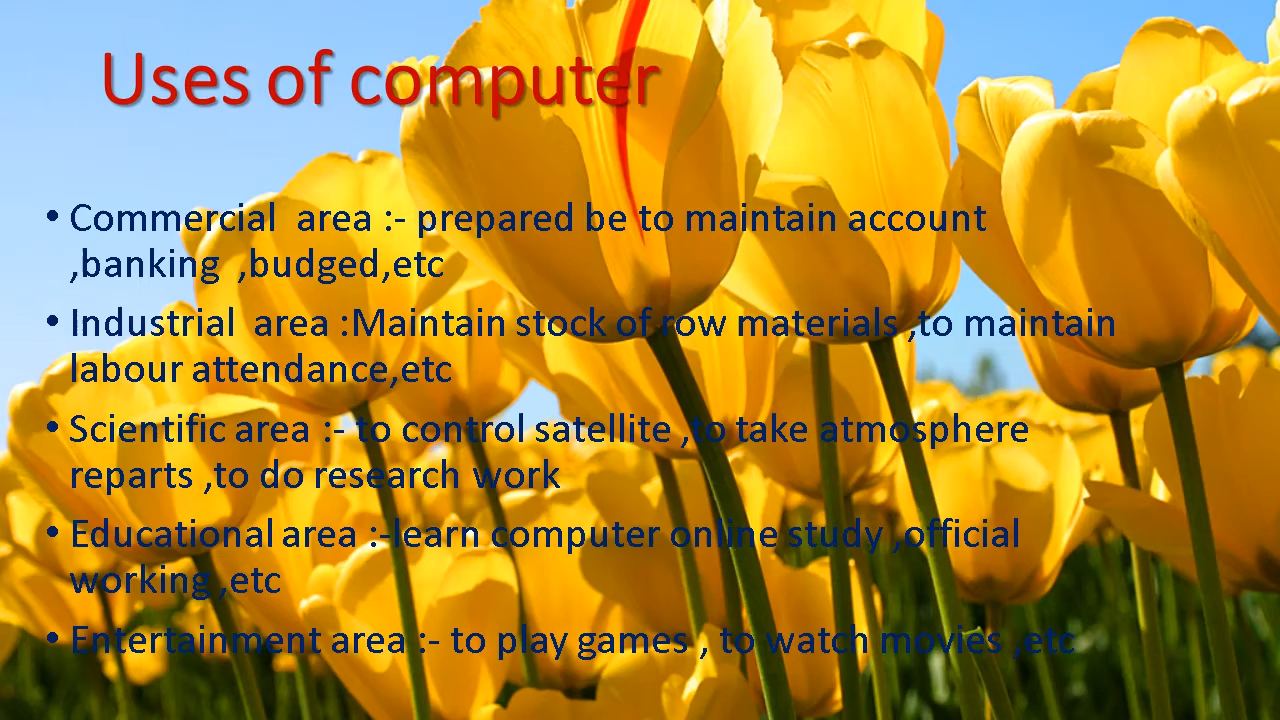 Uses of computer
• Commercial  area :- prepared be to maintain account
,banking  ,budged,etc
• Industrial  area :Maintain stock of row materials ,to maintain
labour attendance,etc
• Scientific area :- to control satellite ,to take atmosphere
reparts ,to do research work
• Educational area :-learn computer online study ,official
working ,etc
• Entertainment area :- to play games , to watch movies ,etc